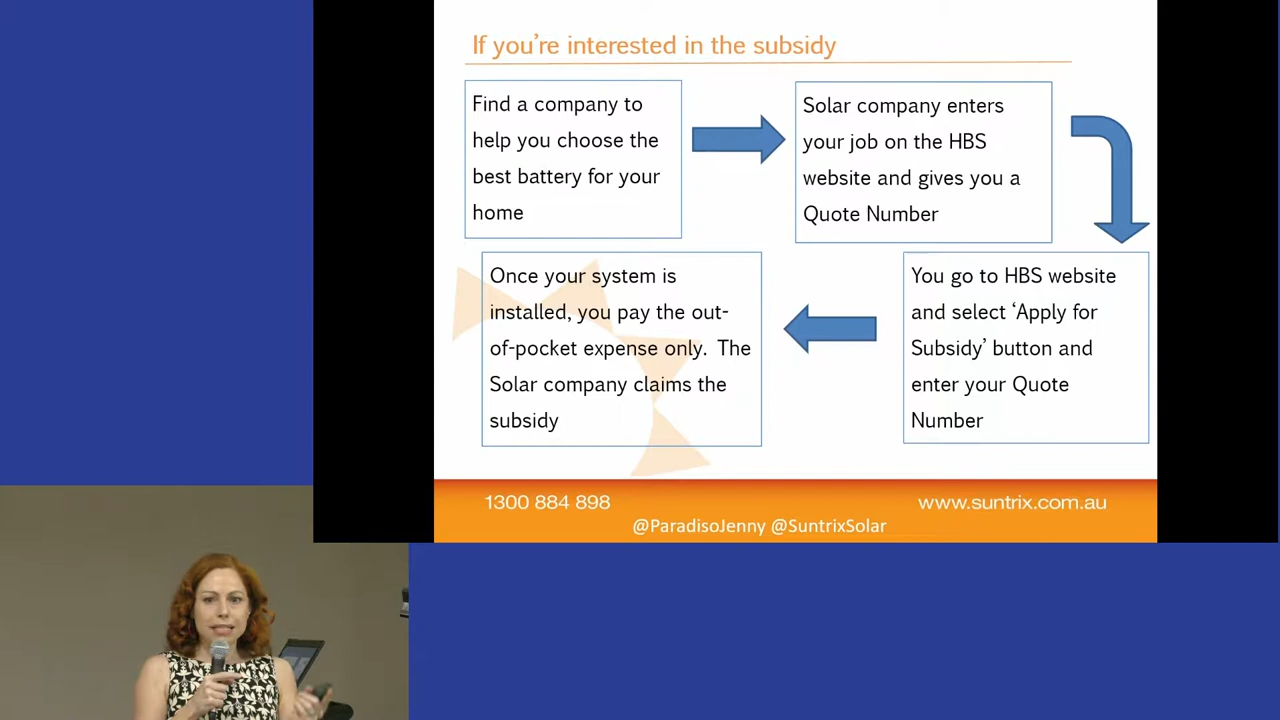 If you're interested in the subsidy
Find a company to
help you choose the
best battery for your
home
Solar company enters
your job on the HBS
website and gives you a
Quote Number
You go to HBS website
and select ‘Apply for
Subsidy’ button and
enter your Quote
Number
Once your system is
installed, you pay the out-
of-pocket expense only. The
Solar company claims the
subsidy
1300 884 898
www.suntrix.com.au
@ParadisoJenny @SuntrixSolar